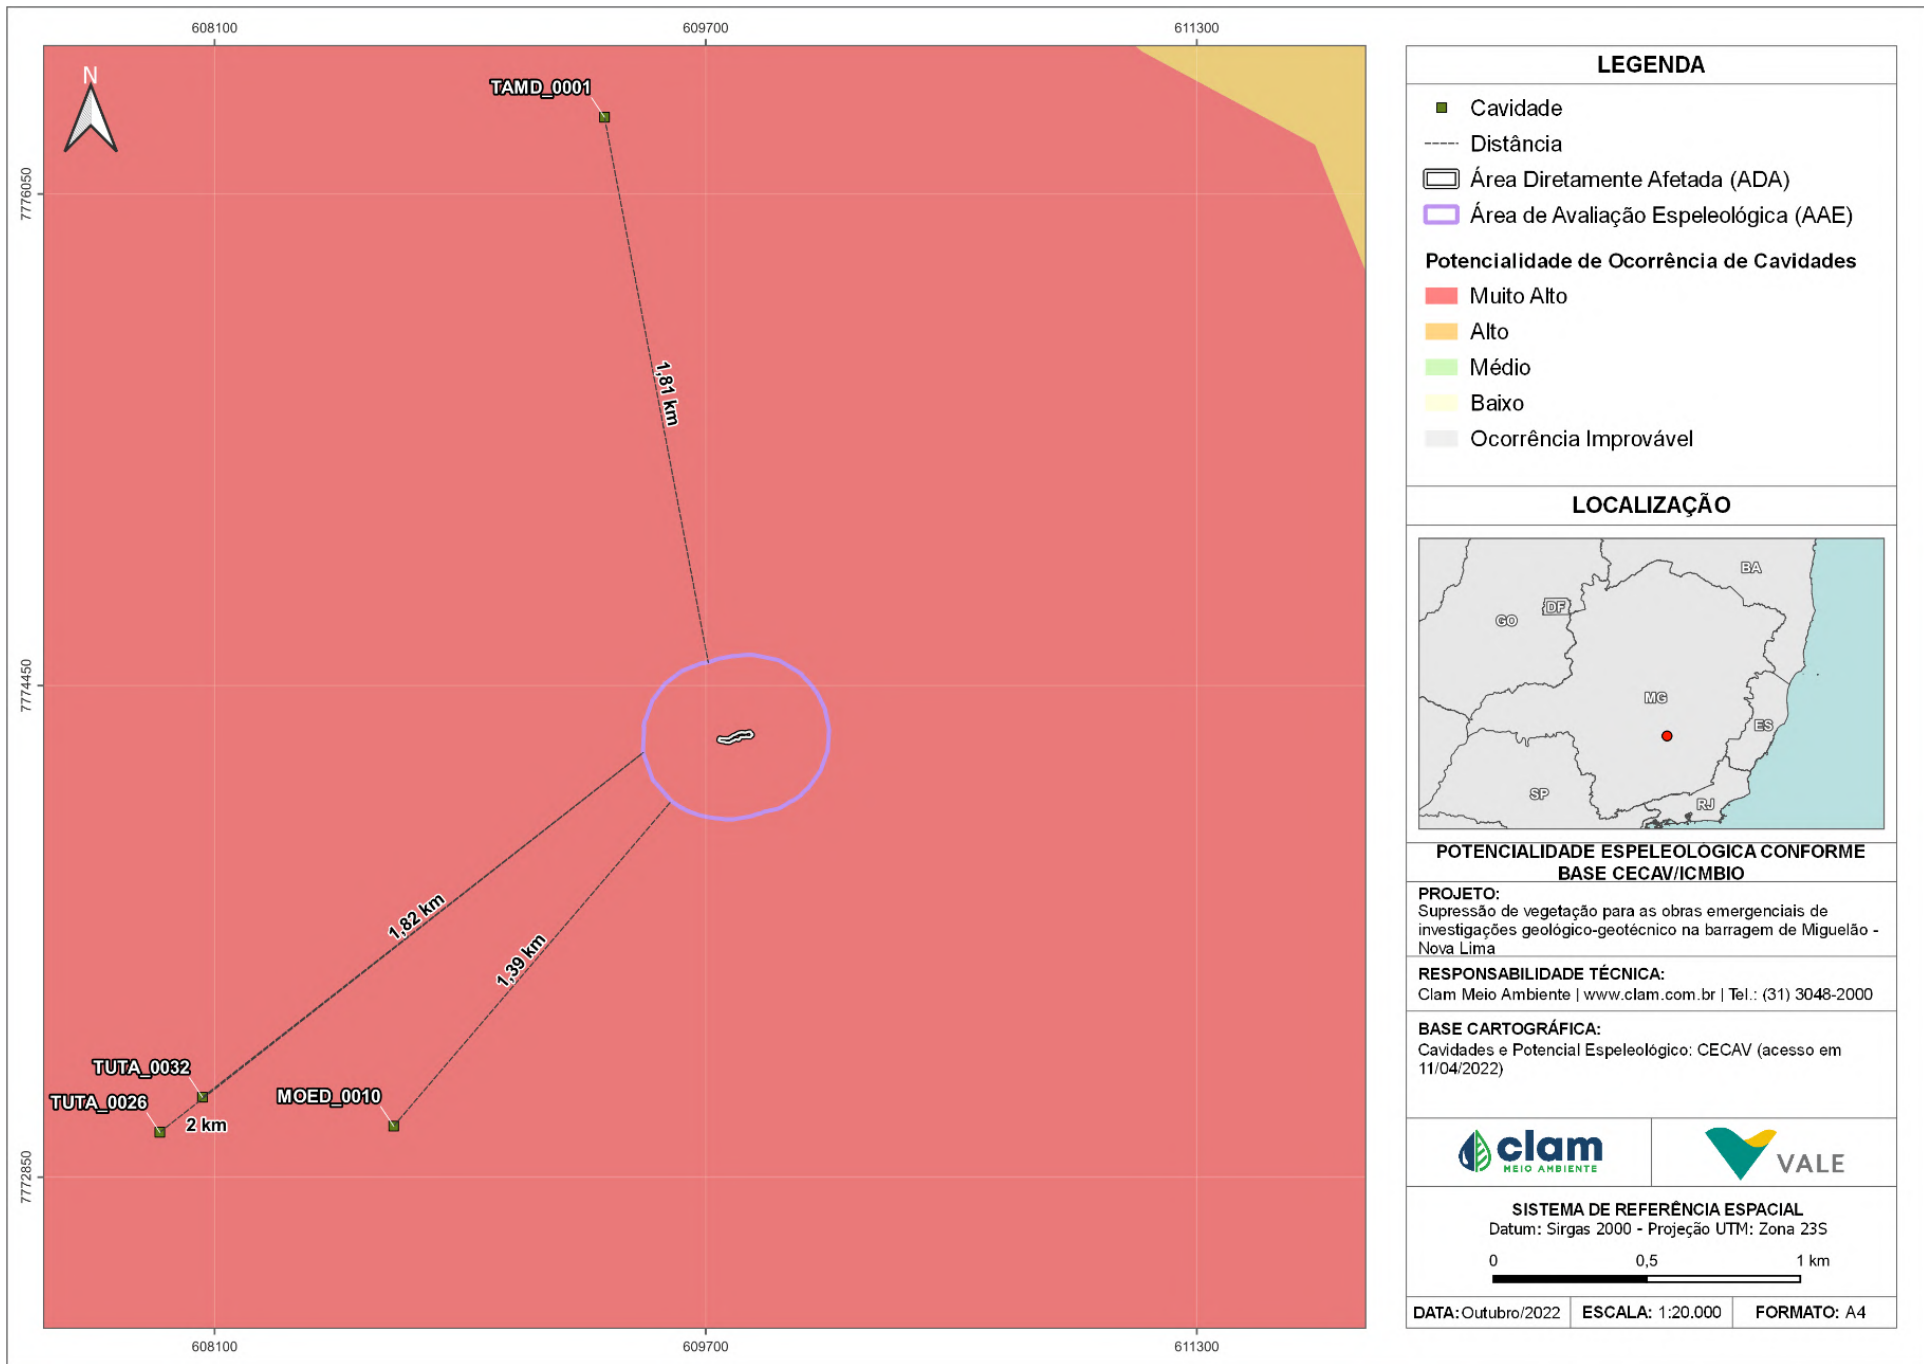 608100
609700
611300
N
TAMD_0001
7776050
1,81 km
7774450
1,82 km
1,39 km
TUTA_0032
TUTA_0026
MOED_0010
2 km
7772850
608100
609700
611300
LEGENDA
Cavidade
Distância
Área Diretamente Afetada (ADA)
Área de Avaliação Espeleológica (AAE)
Potencialidade de Ocorrência de Cavidades
Muito Alto
Alto
Médio
Baixo
Ocorrência Improvável
LOCALIZAÇÃO
BA
DF
GO
MG
ES
SP
RJ
POTENCIALIDADE ESPELEOLÓGICA CONFORME
BASE CECAV/ICMBIO
PROJETO:
Supressão de vegetação para as obras emergenciais de
investigações geológico-geotécnico na barragem de Miguelão -
Nova Lima
RESPONSABILIDADE TÉCNICA:
Clam Meio Ambiente | www.clam.com.br | Tel.: (31) 3048-2000
BASE CARTOGRÁFICA:
Cavidades e Potencial Espeleológico: CECAV (acesso em
11/04/2022)
clam
MEIO AMBIENTE
VALE
SISTEMA DE REFERÊNCIA ESPACIAL
Datum: Sirgas 2000 - Projeção UTM: Zona 23S
0 0,5 1 km
DATA: Outubro/2022 ESCALA: 1:20.000 FORMATO: A4